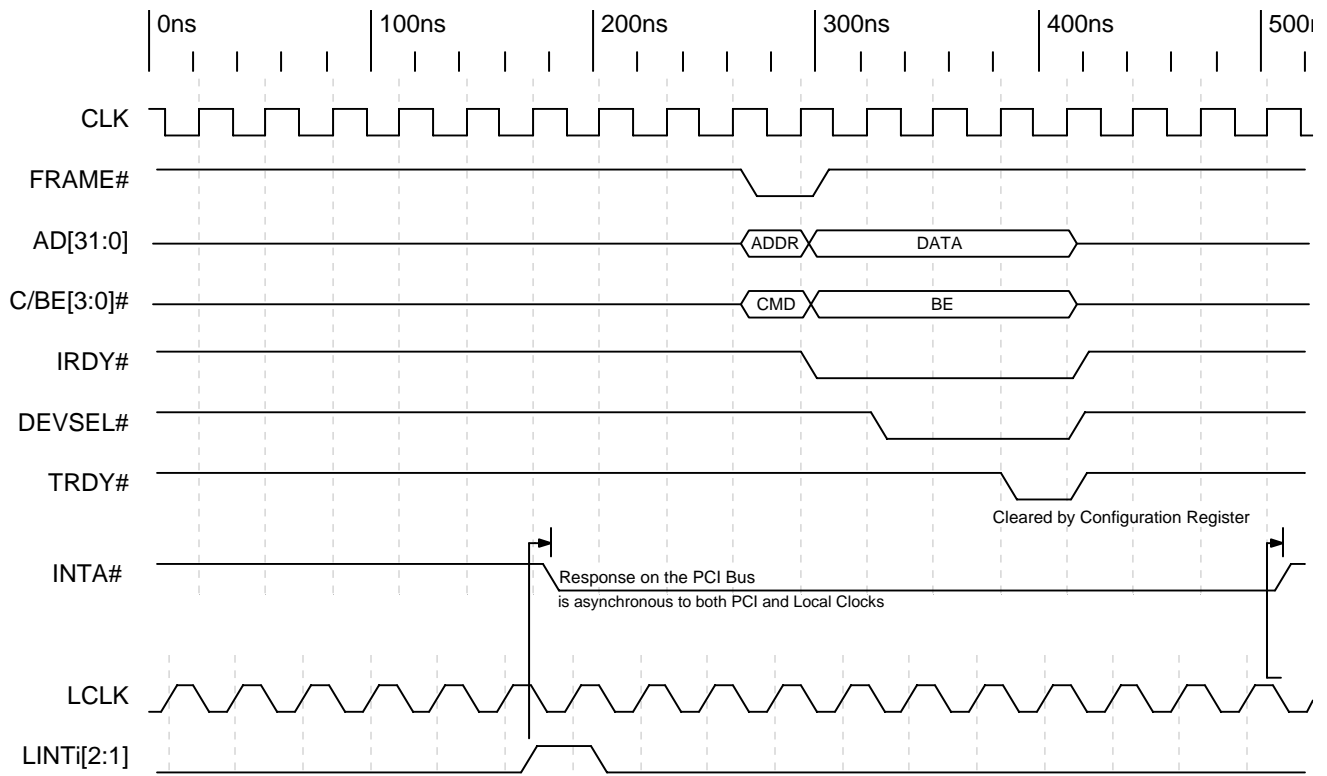 0ns 100ns 200ns 300ns 400ns 500
CLK
FRAME#
AD[31:0] ADDR DATA
C/BE[3:0]# CMD BE
IRDY#
DEVSEL#
TRDY#
Cleared by Configuration Register
INTA# Response on the PCI Bus
is asynchronous to both PCI and Local Clocks
LCLK
LINTi[2:1]